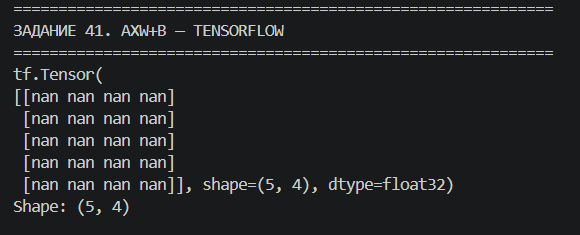 ============================================================
ЗАДАНИЕ 41. AXW+B — TENSORFLOW
============================================================
tf.Tensor(
[[nan nan nan nan]
 [nan nan nan nan]
 [nan nan nan nan]
 [nan nan nan nan]
 [nan nan nan nan]], shape=(5, 4), dtype=float32)
Shape: (5, 4)